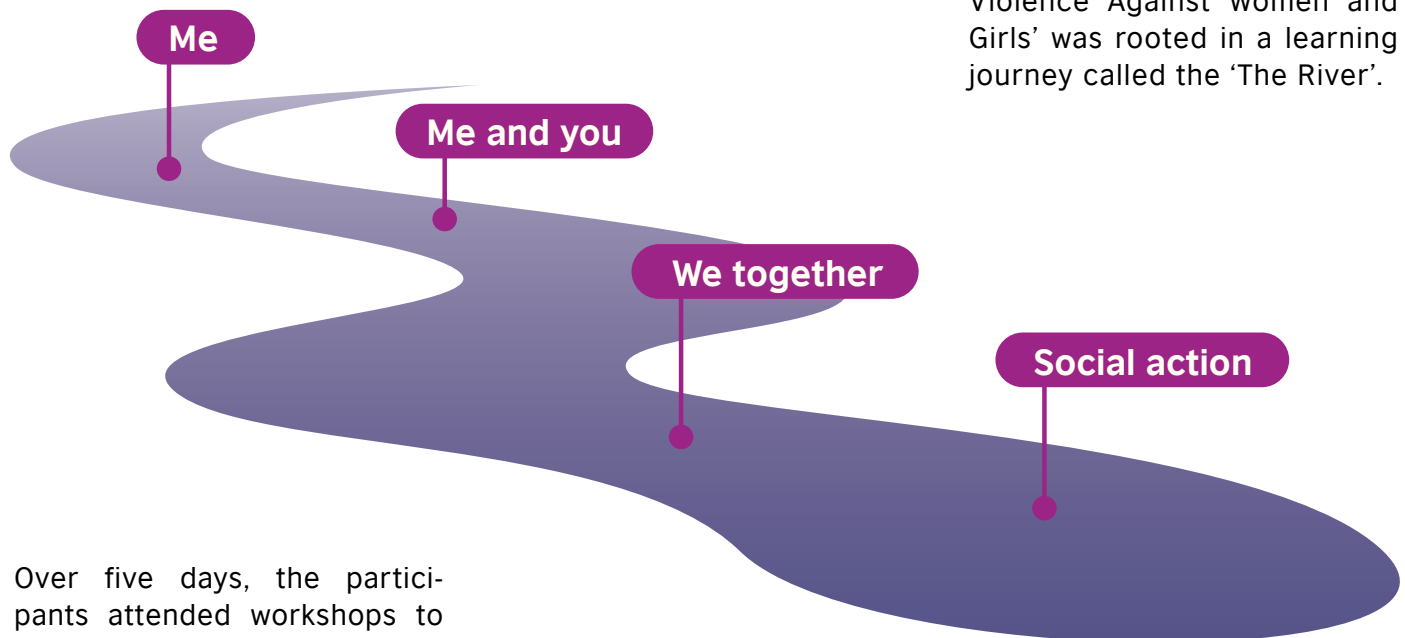 Violence Against Women and
Girls’ was rooted in a learning
journey called the ‘The River’.
Me
Me and you
We together
Social action
Over five days, the partici-
pants attended workshops to